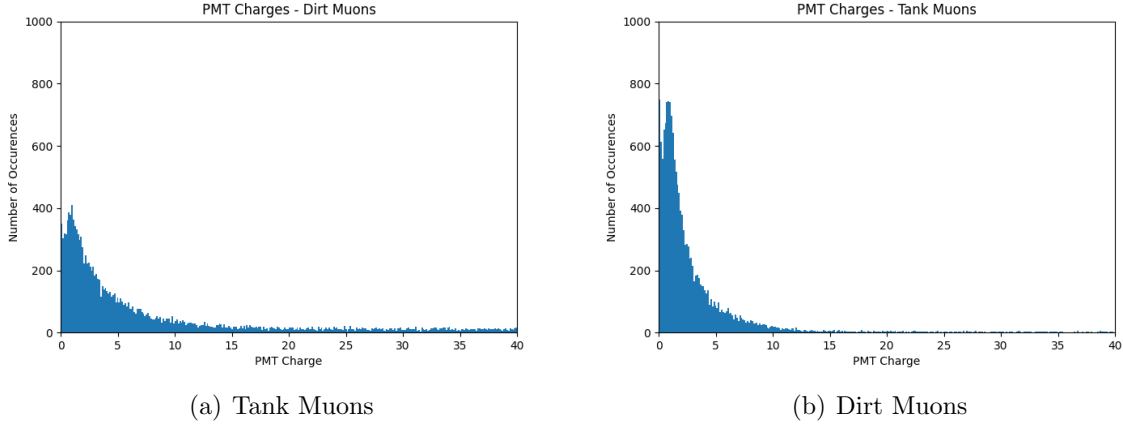 PMT Charges - Dirt Muons
1000
800
600
400
200
0
Number of Occurences
0 5 10 15 20 25 30 35 40
PMT Charge
(a) Tank Muons
PMT Charges - Tank Muons
1000
800
600
400
200
0
Number of Occurences
0 5 10 15 20 25 30 35 40
PMT Charge
(b) Dirt Muons